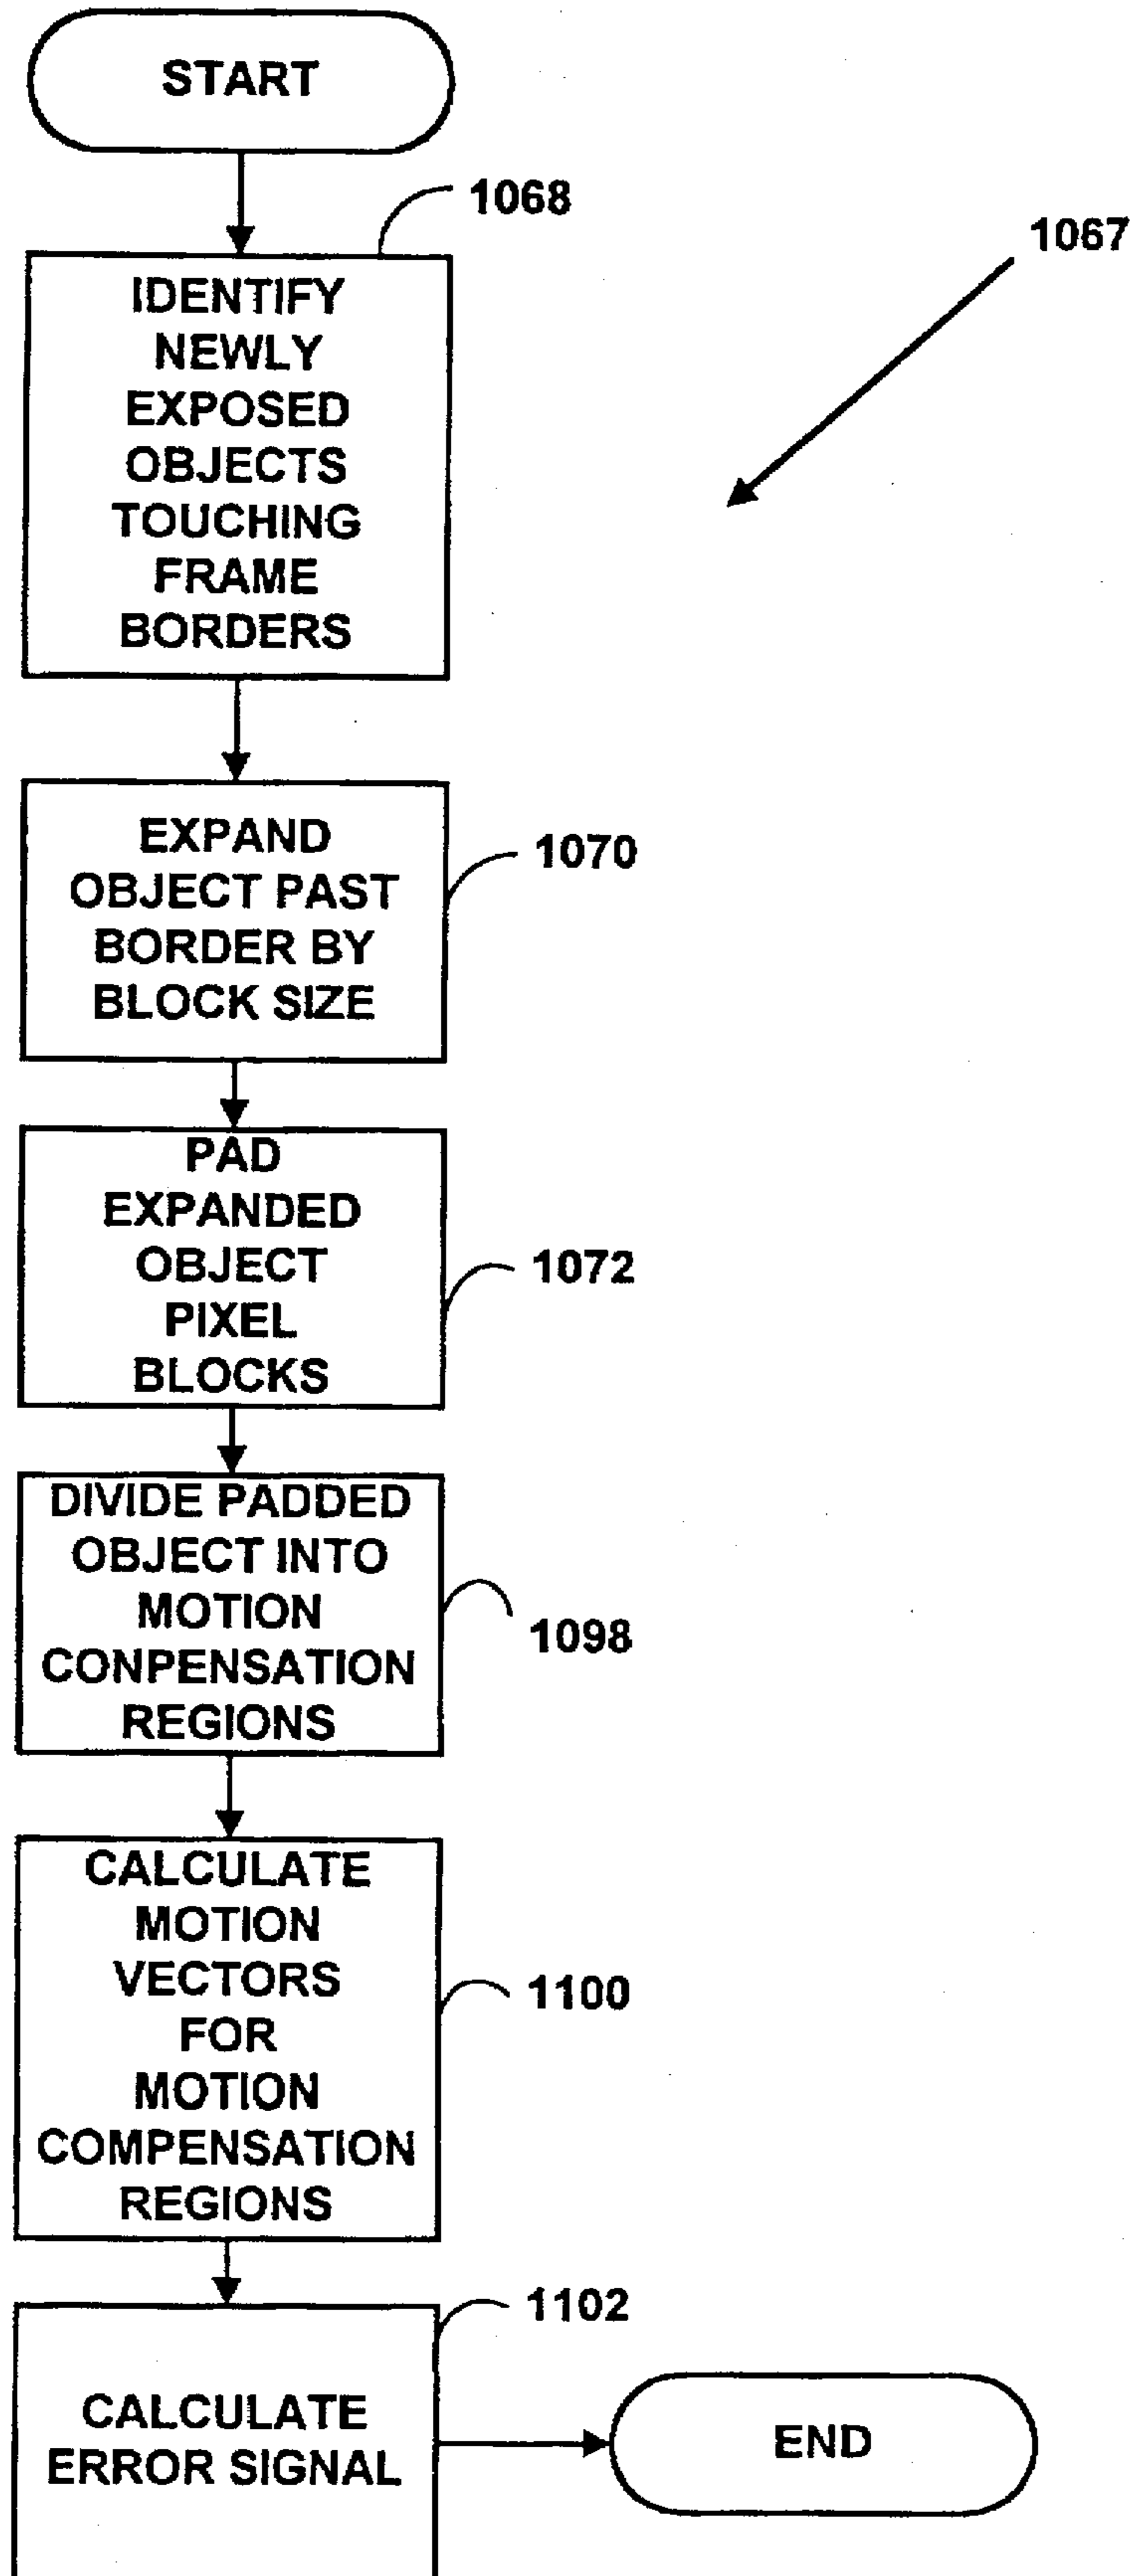 START
1068
1067
IDENTIFY
NEWLY
EXPOSED
OBJECTS
TOUCHING
FRAME
BORDERS
EXPAND
OBJECT PAST
BORDER BY
BLOCK SIZE
1070
PAD
EXPANDED
OBJECT
PIXEL
BLOCKS
1072
DIVIDE PADDED
OBJECT INTO
MOTION
CONPENSATION
REGIONS
1098
CALCULATE
MOTION
VECTORS
FOR
MOTION
COMPENSATION
REGIONS
1100
1102
CALCULATE
ERROR SIGNAL
END